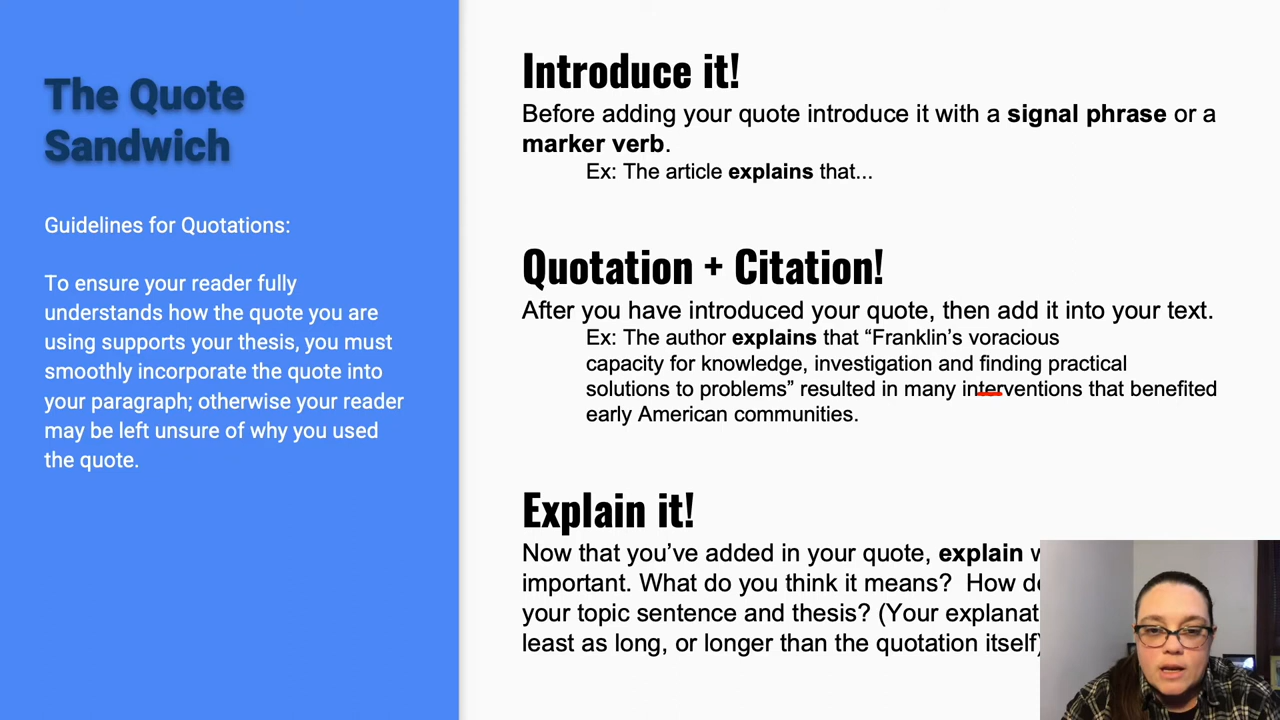 The Quote
Sandwich
Guidelines for Quotations:
To ensure your reader fully
understands how the quote you are
using supports your thesis, you must
smoothly incorporate the quote into
your paragraph; otherwise your reader
may be left unsure of why you used
the quote.
Introduce it!
Before adding your quote introduce it with a signal phrase or a
marker verb.
Ex: The article explains that...
Quotation + Citation!
After you have introduced your quote, then add it into your text.
Ex: The author explains that “Franklin’s voracious
capacity for knowledge, investigation and finding practical
solutions to problems” resulted in many interventions that benefited
early American communities.
Explain it!
Now that you’ve added in your quote, explain
important. What do you think it means? How
your topic sentence and thesis? (Your
least as long, or longer than the quotation itself)